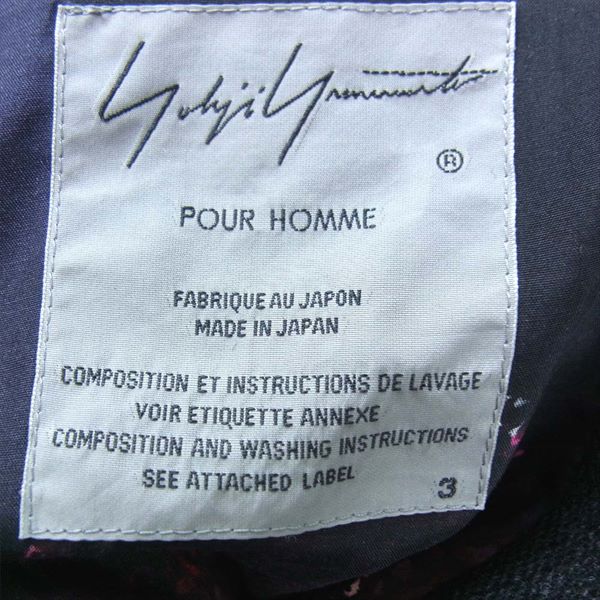 Yohji Yamamoto
®
POUR HOMME
FABRIQUE AU JAPON
MADE IN JAPAN
COMPOSITION ET INSTRUCTIONS DE LAVAGE
VOIR ETIQUETTE ANNEXE
COMPOSITION AND WASHING INSTRUCTIONS
SEE ATTACHED LABEL
3